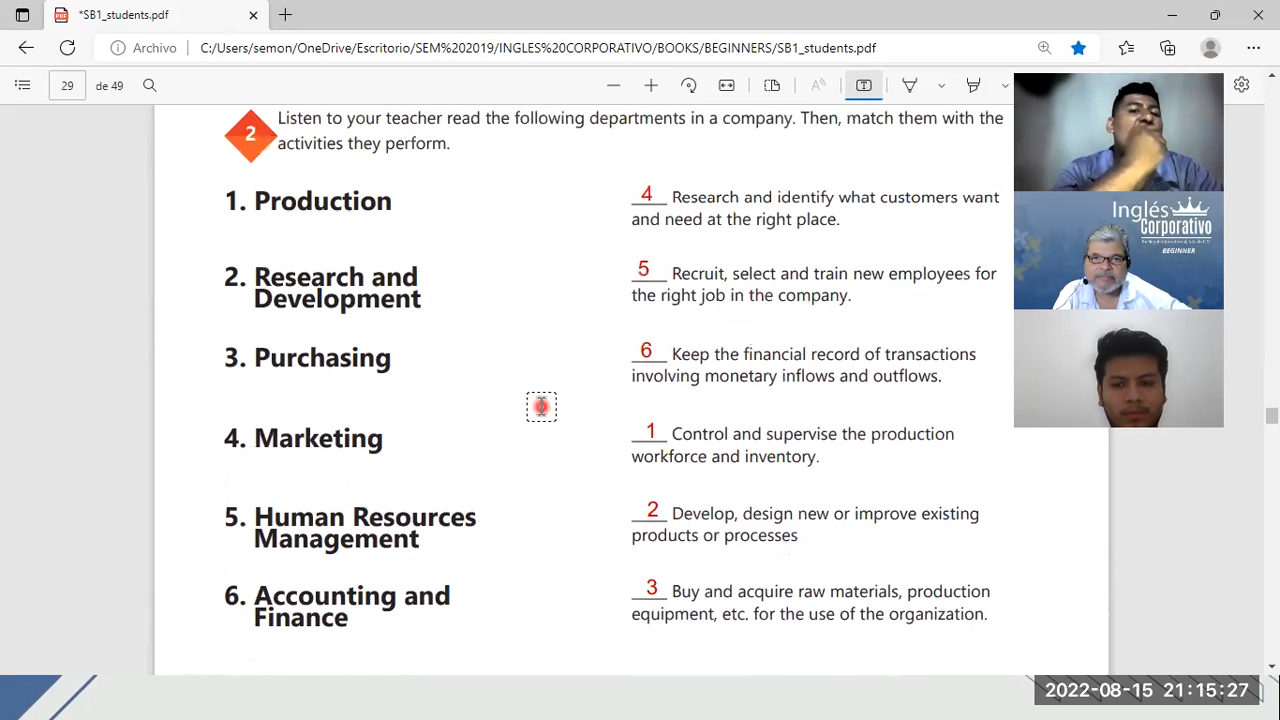 *SB1_students.pdf
Archivo
C:/Users/semon/OneDrive/Escritorio/SEM%202019/INGLES%20CORPORATIVO/BOOKS/BEGINNERS/SB1_students.pdf
29
de 49
2
Listen to your teacher read the following departments in a company. Then, match them with the
activities they perform.
1. Production
4 Research and identify what customers want
and need at the right place.
2. Research and
Development
5 Recruit, select and train new employees for
the right job in the company.
3. Purchasing
6 Keep the financial record of transactions
involving monetary inflows and outflows.
4. Marketing
1 Control and supervise the production
workforce and inventory.
5. Human Resources
Management
2 Develop, design new or improve existing
products or processes
6. Accounting and
Finance
3 Buy and acquire raw materials, production
equipment, etc. for the use of the organization.
Inglés
Corporativo
BEGINNER
2022-08-15 21:15:27